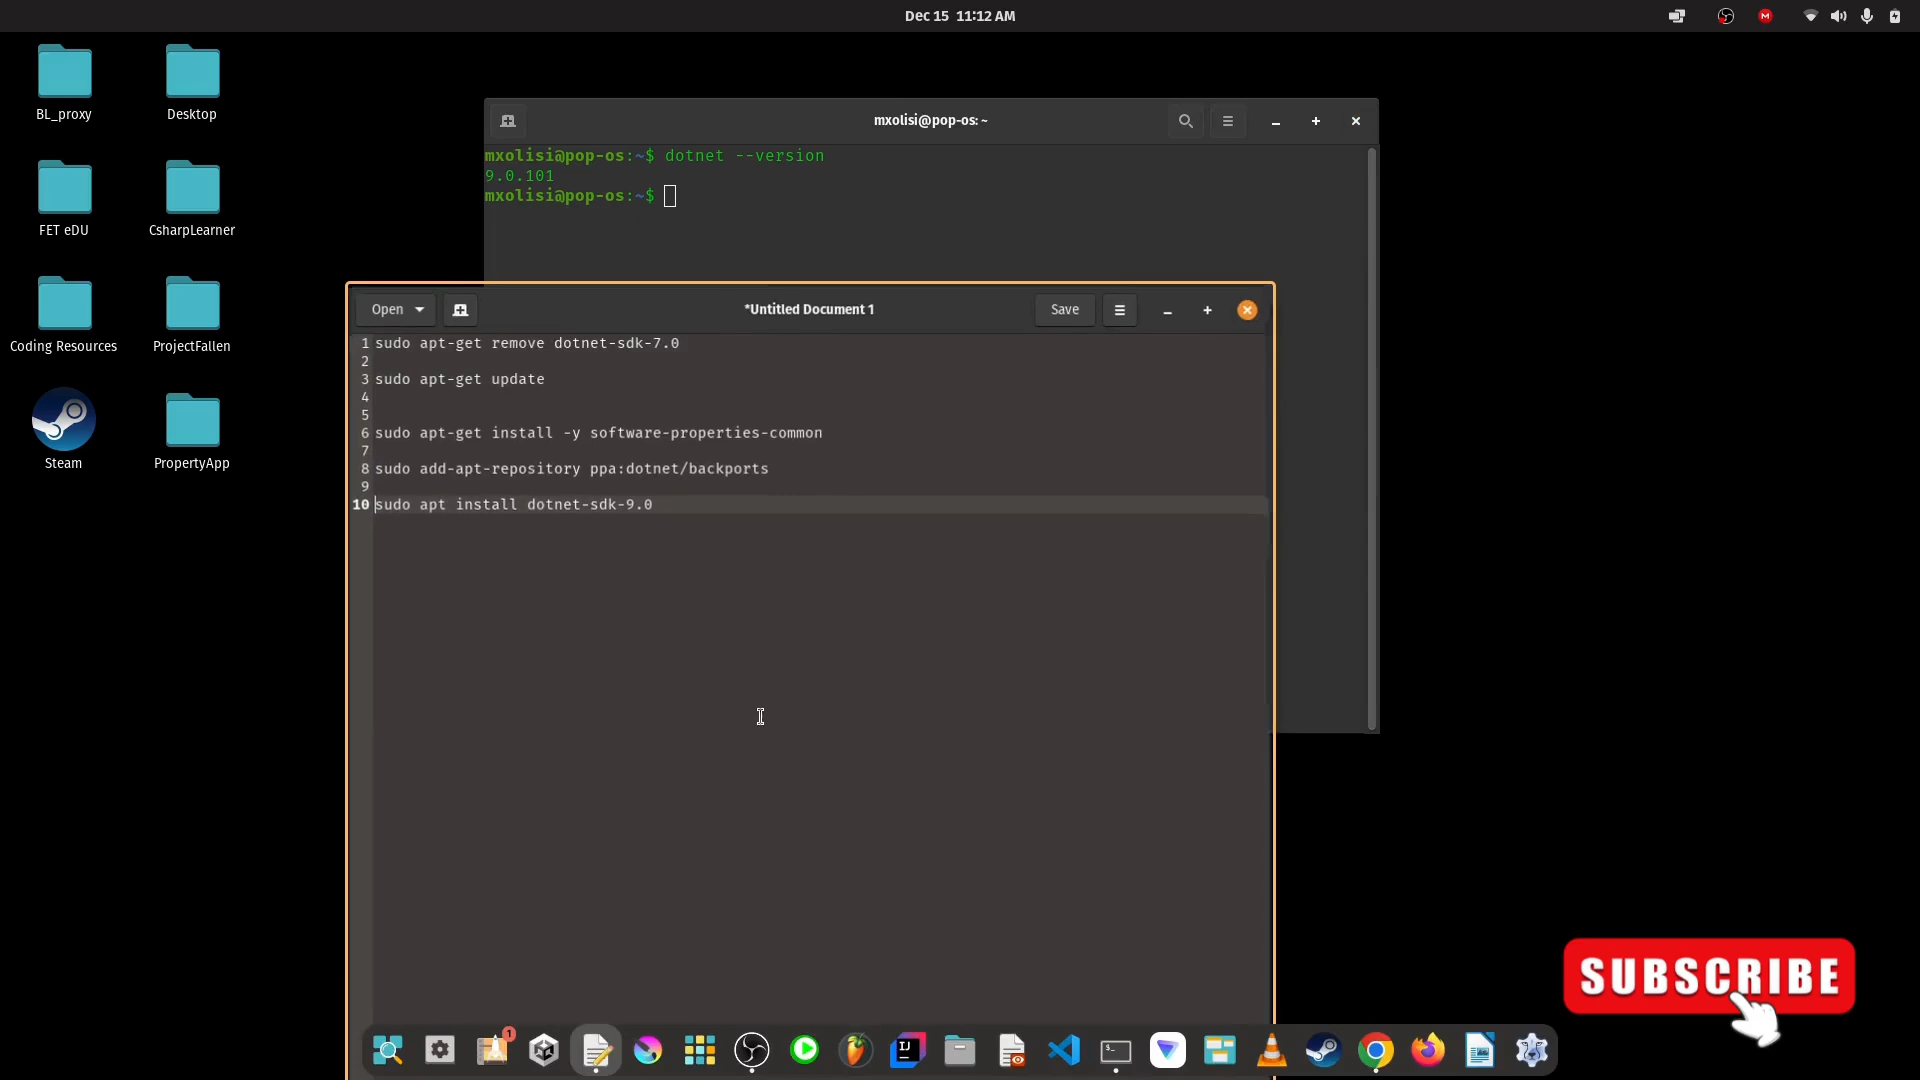 Dec 15 11:12 AM
M
BL_proxy
Desktop
FET eDU
CsharpLearner
Coding Resources
ProjectFallen
Steam
PropertyApp
mxolisi@pop-os: ~
mxolisi@pop-os:~$ dotnet --version
9.0.101
mxolisi@pop-os:~$
Open
*Untitled Document 1
Save
1 sudo apt-get remove dotnet-sdk-7.0
2
3 sudo apt-get update
4
5
6 sudo apt-get install -y software-properties-common
7
8 sudo add-apt-repository ppa:dotnet/backports
9
10 sudo apt install dotnet-sdk-9.0
SUBSCRIBE
1
IJ
$_